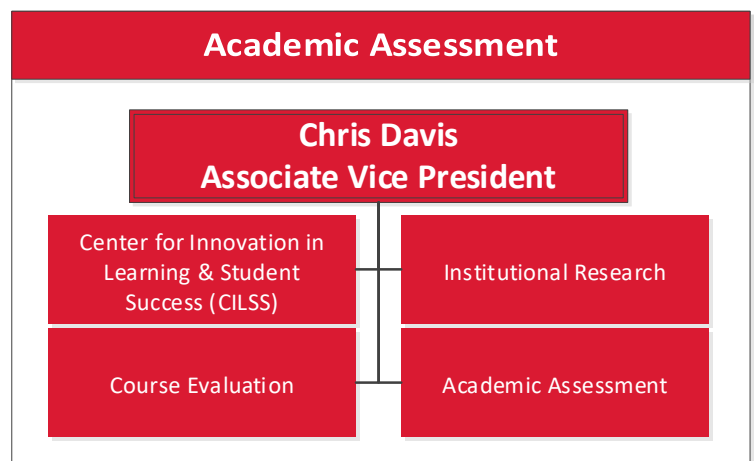 Academic Assessment
Chris Davis
Associate Vice President
Center for Innovation in
Learning & Student
Success (CILSS)
Institutional Research
Course Evaluation
Academic Assessment